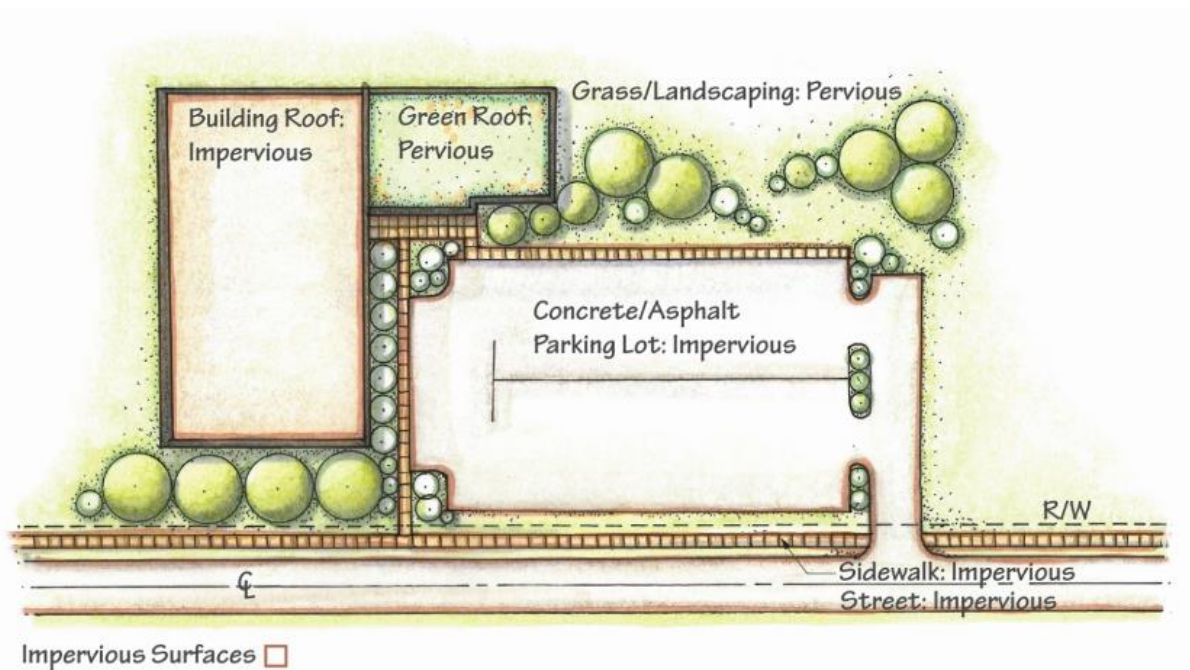 Grass/Landscaping: Pervious
Building Roof:
Impervious
Green Roof:
Pervious
Concrete/Asphalt
Parking Lot: Impervious
R/W
℄
Sidewalk: Impervious
Street: Impervious
Impervious Surfaces